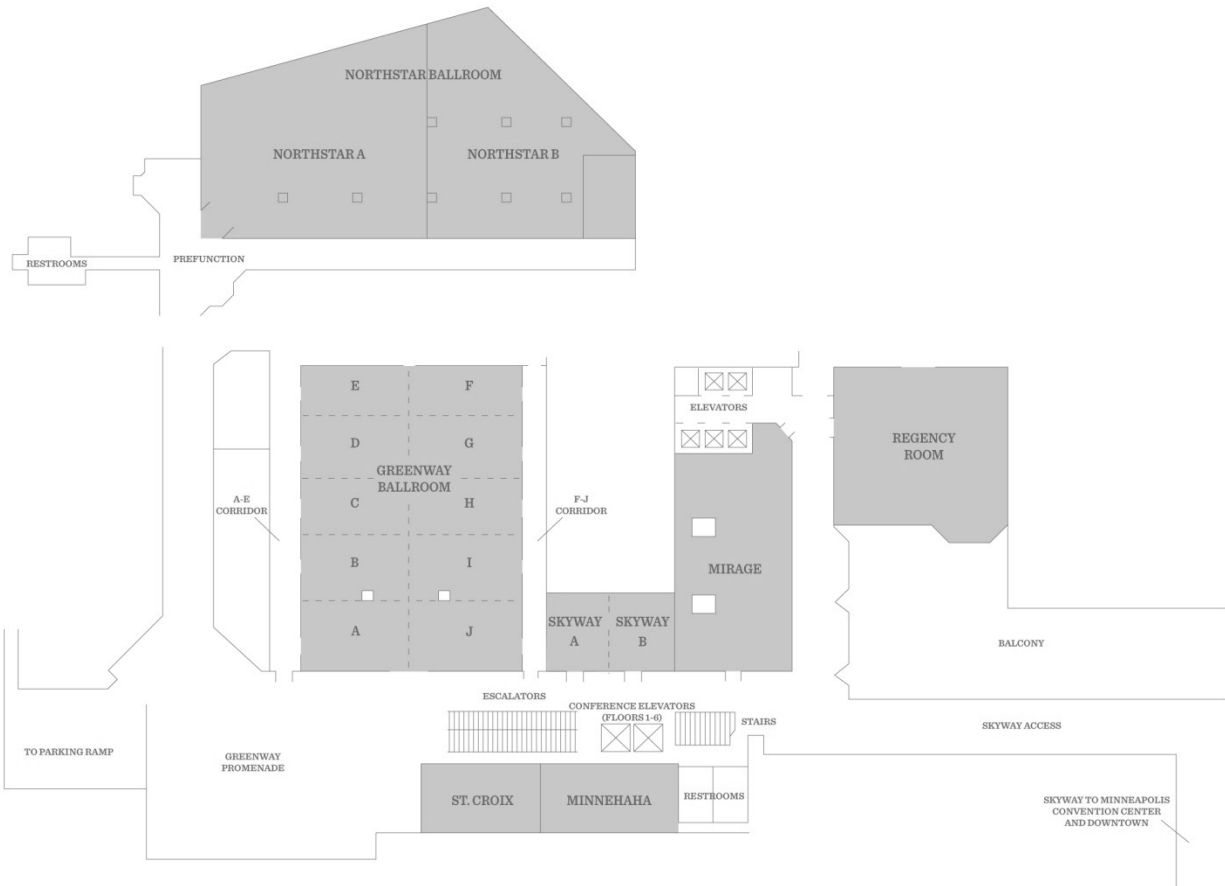 NORTHSTAR BALLROOM
NORTHSTAR A
NORTHSTAR B
RESTROOMS
PREFUNCTION
E
F
ELEVATORS
D
G
REGENCY
ROOM
GREENWAY
BALLROOM
A-E
CORRIDOR
C
H
F-J
CORRIDOR
B
I
MIRAGE
SKYWAY
A
SKYWAY
B
A
J
BALCONY
ESCALATORS
CONFERENCE ELEVATORS
(FLOORS 1-6)
STAIRS
SKYWAY ACCESS
TO PARKING RAMP
GREENWAY
PROMENADE
ST. CROIX
MINNEHAHA
RESTROOMS
SKYWAY TO MINNEAPOLIS
CONVENTION CENTER
AND DOWNTOWN